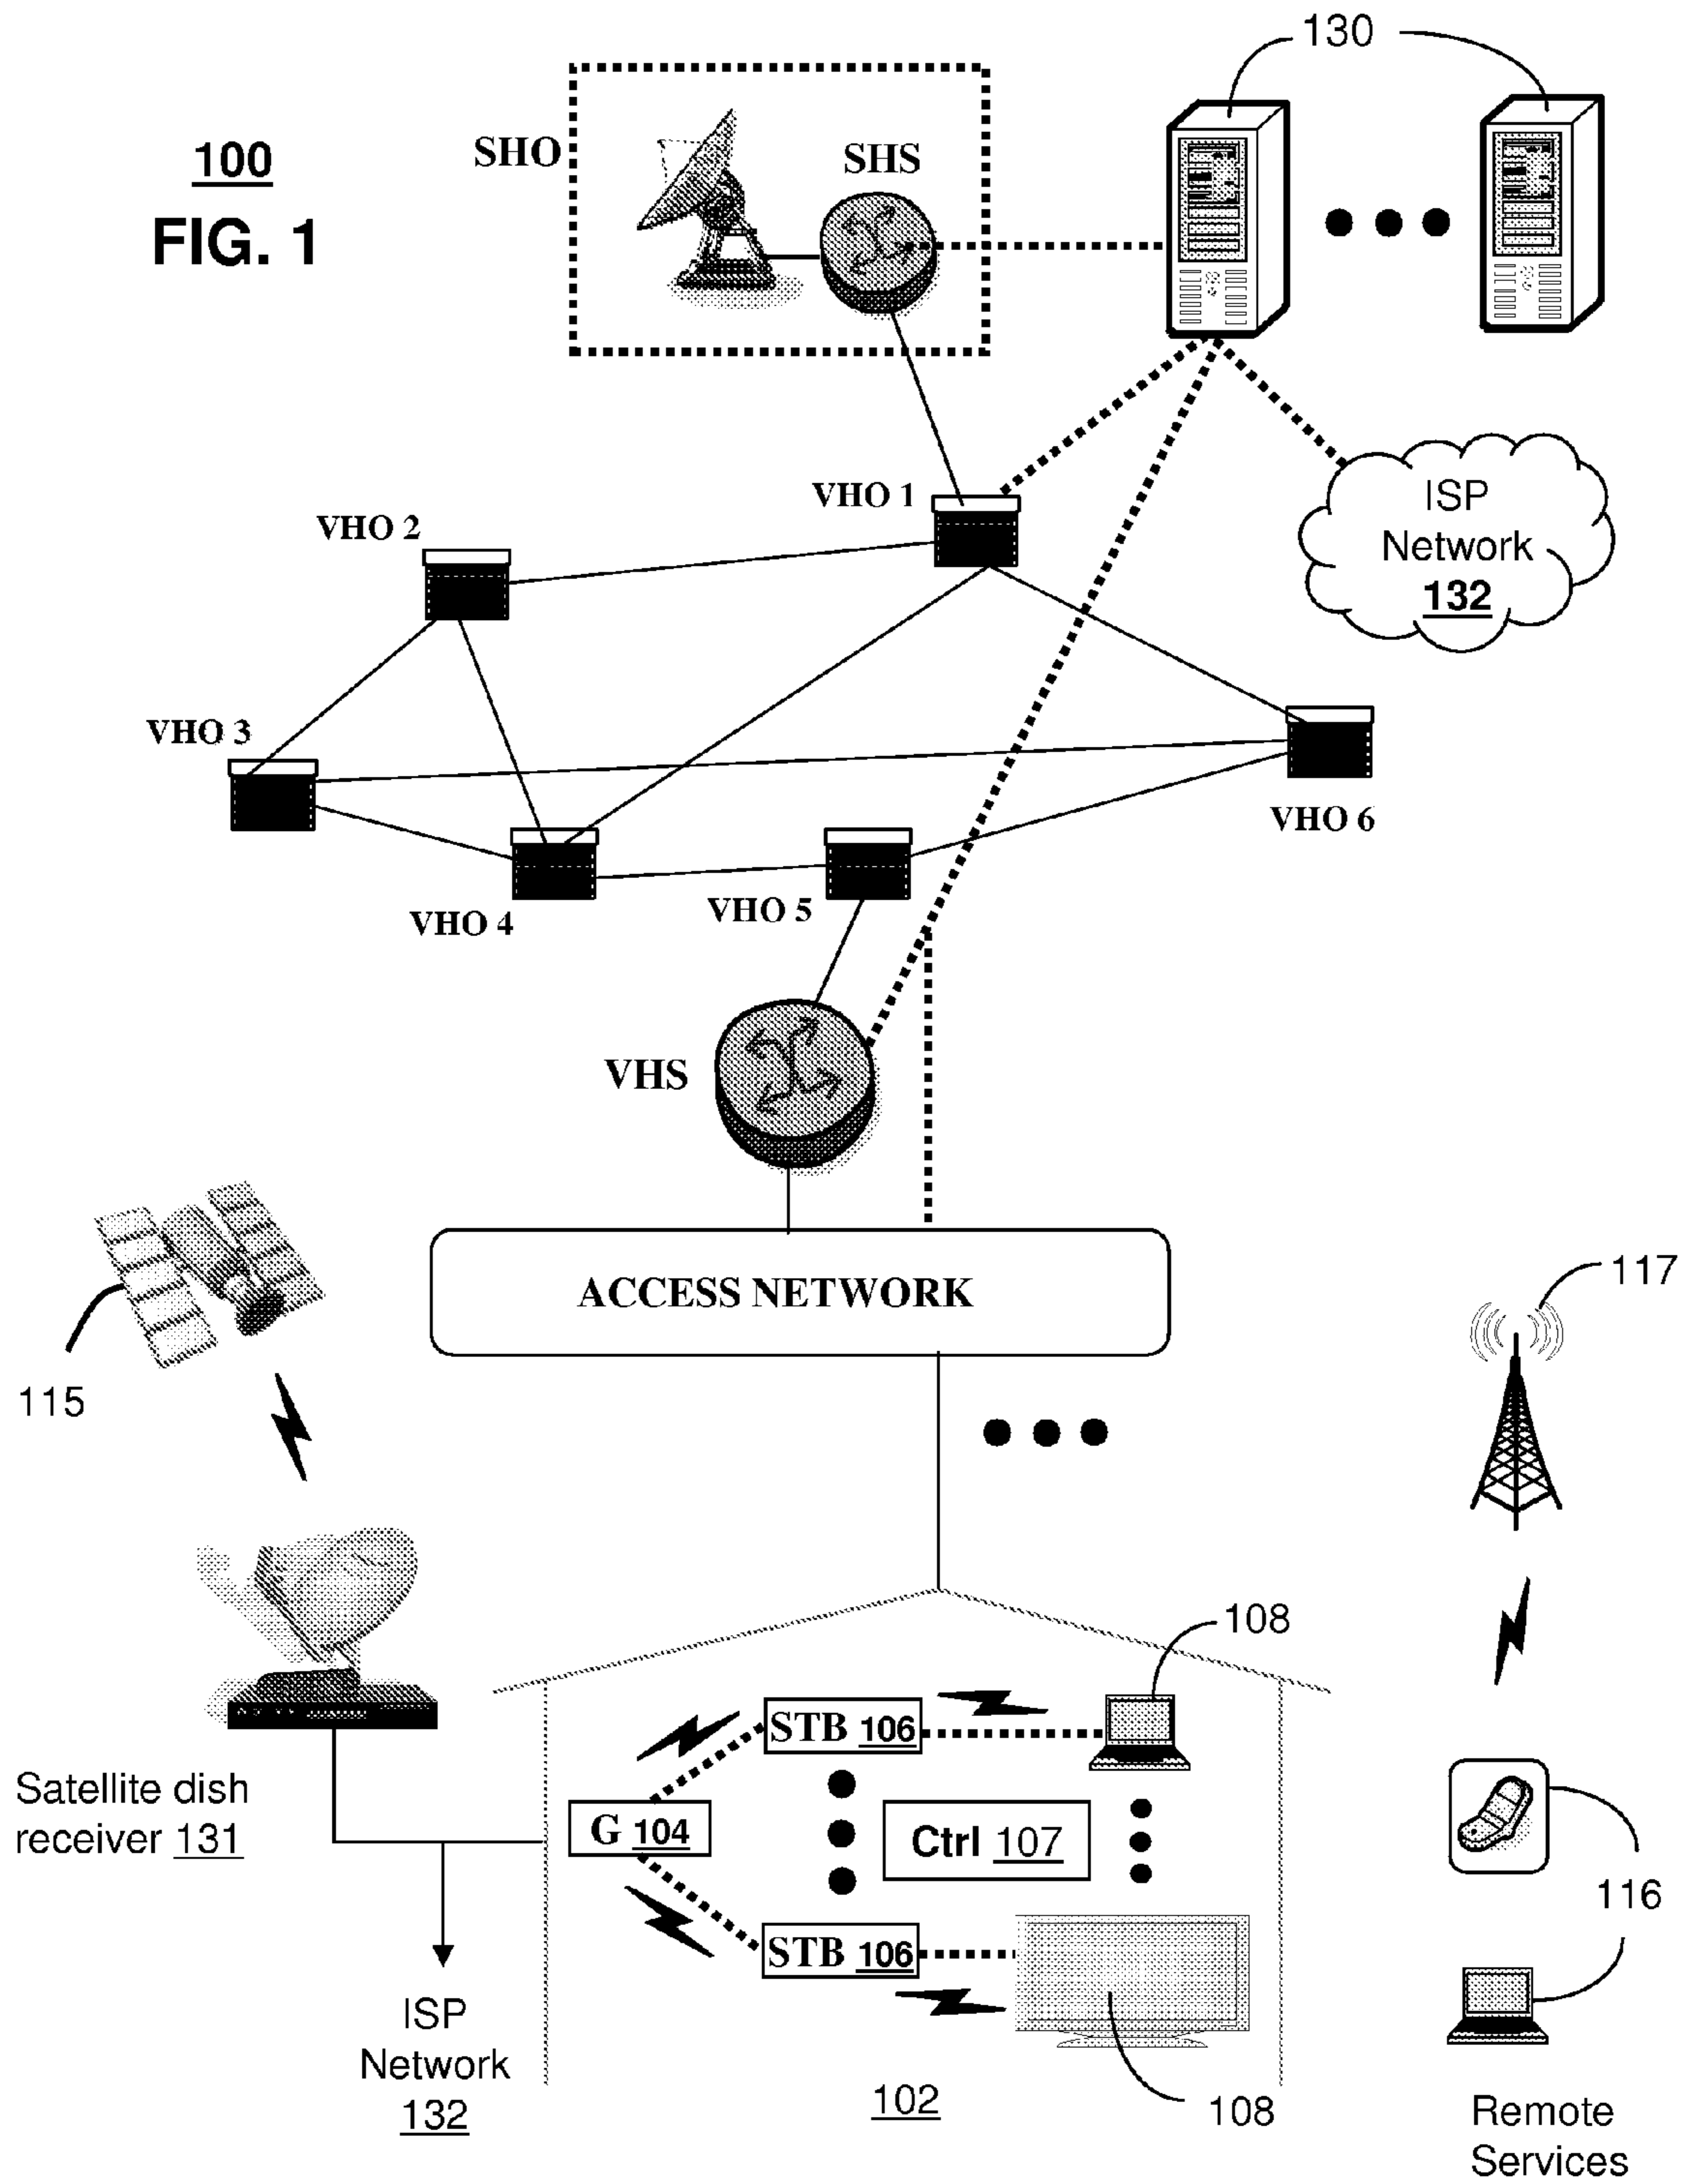 130
100
FIG. 1
SHO
SHS
ISP
Network
132
VHO 1
VHO 2
VHO 3
VHO 6
VHO 4
VHO 5
VHS
ACCESS NETWORK
117
115
108
STB 106
Satellite dish
receiver 131
G 104
Ctrl 107
116
STB 106
ISP
Network
132
102
108
Remote
Services